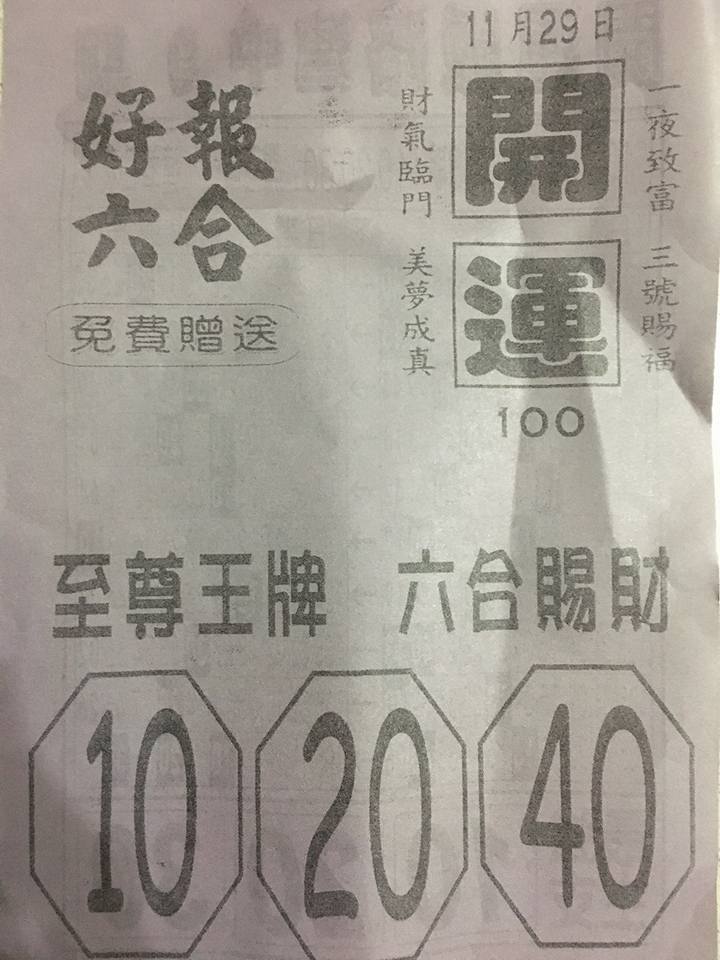 11月29日
好報
六合
免費贈送
一夜致富 三號賜福
開運
財氣臨門 美夢成真
100
至尊王牌 六合賜財
10 20 40